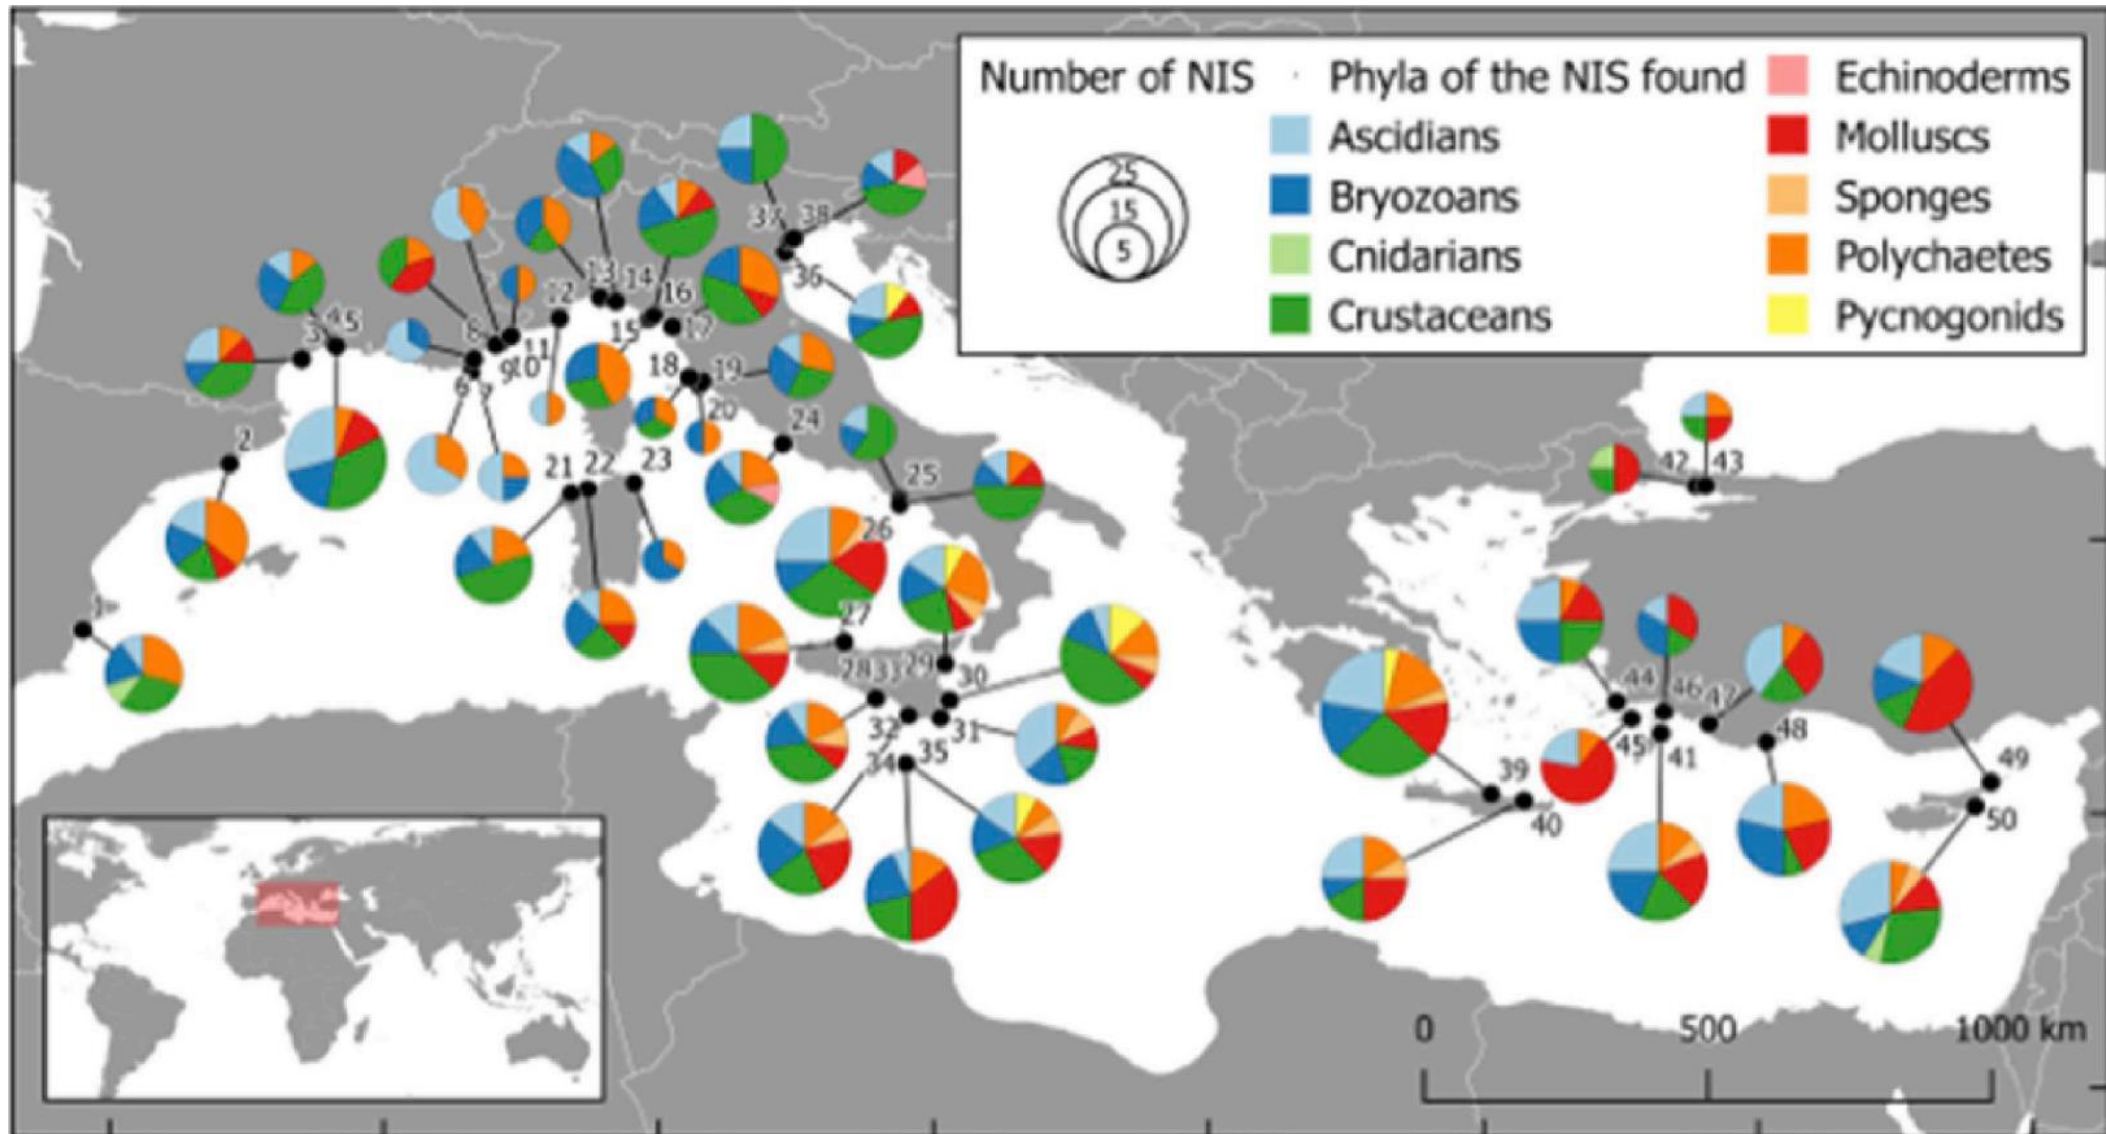 Number of NIS
25
15
5
Phyla of the NIS found
Ascidians
Bryozoans
Cnidarians
Crustaceans
Echinoderms
Molluscs
Sponges
Polychaetes
Pycnogonids
37 38
36
13 14
12
16
15
17
3 4 5
8
11
9 10
6 7
18 19
20
2
24
21 22 23
25
26
42 43
1
27
28 33 29
30
32
31
34 35
44
46 47
45
41
48
39
40
49
50
0 500 1000 km